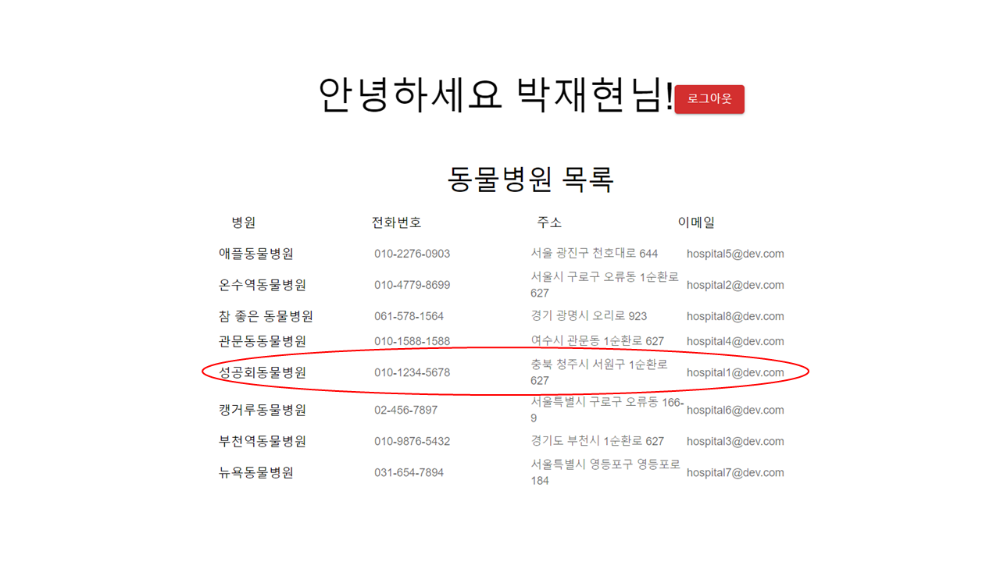 안녕하세요 박재현님! 로그아웃
동물병원 목록
병원 전화번호 주소 이메일
애플동물병원 010-2276-0903 서울 광진구 천호대로 644 hospital5@dev.com
온수역동물병원 010-4779-8699 서울시 구로구 오류동 1순환로 hospital2@dev.com
627
참 좋은 동물병원 061-578-1564 경기 광명시 오리로 923 hospital8@dev.com
관문동동물병원 010-1588-1588 여수시 관문동 1순환로 627 hospital4@dev.com
성공회동물병원 010-1234-5678 충북 청주시 서원구 1순환로 hospital1@dev.com
627
캥거루동물병원 02-456-7897 서울특별시 구로구 오류동 166- hospital6@dev.com
9
부천역동물병원 010-9876-5432 경기도 부천시 1순환로 627 hospital3@dev.com
뉴욕동물병원 031-654-7894 서울특별시 영등포구 영등포로 hospital7@dev.com
184